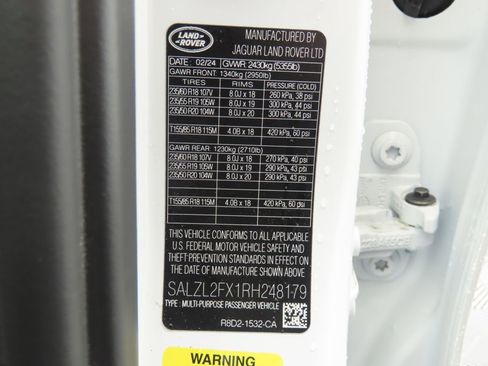 LAND
ROVER
MANUFACTURED BY
JAGUAR LAND ROVER LTD
DATE: 02/24 GVWR: 2430kg (5355lb)
GAWR FRONT: 1340kg (2950lb)
TIRES RIMS PRESSURE (COLD)
235/60 R18 107V 8.0J x 18 260 kPa, 38 psi
235/55 R19 105W 8.0J x 19 300 kPa, 44 psi
235/50 R20 104W 8.0J x 20 300 kPa, 44 psi
T155/85 R18 115M 4.0B x 18 420 kPa, 60 psi
GAWR REAR: 1230kg (2710lb)
235/60 R18 107V 8.0J x 18 270 kPa, 40 psi
235/55 R19 105W 8.0J x 19 290 kPa, 43 psi
235/50 R20 104W 8.0J x 20 290 kPa, 43 psi
T155/85 R18 115M 4.0B x 18 420 kPa, 60 psi
THIS VEHICLE CONFORMS TO ALL APPLICABLE
U.S. FEDERAL MOTOR VEHICLE SAFETY AND
THEFT PREVENTION STANDARDS IN EFFECT ON
THE DATE OF MANUFACTURE SHOWN ABOVE.
SALZL2FX1RH248179
TYPE: MULTI-PURPOSE PASSENGER VEHICLE
R8D2-1532-CA
WARNING